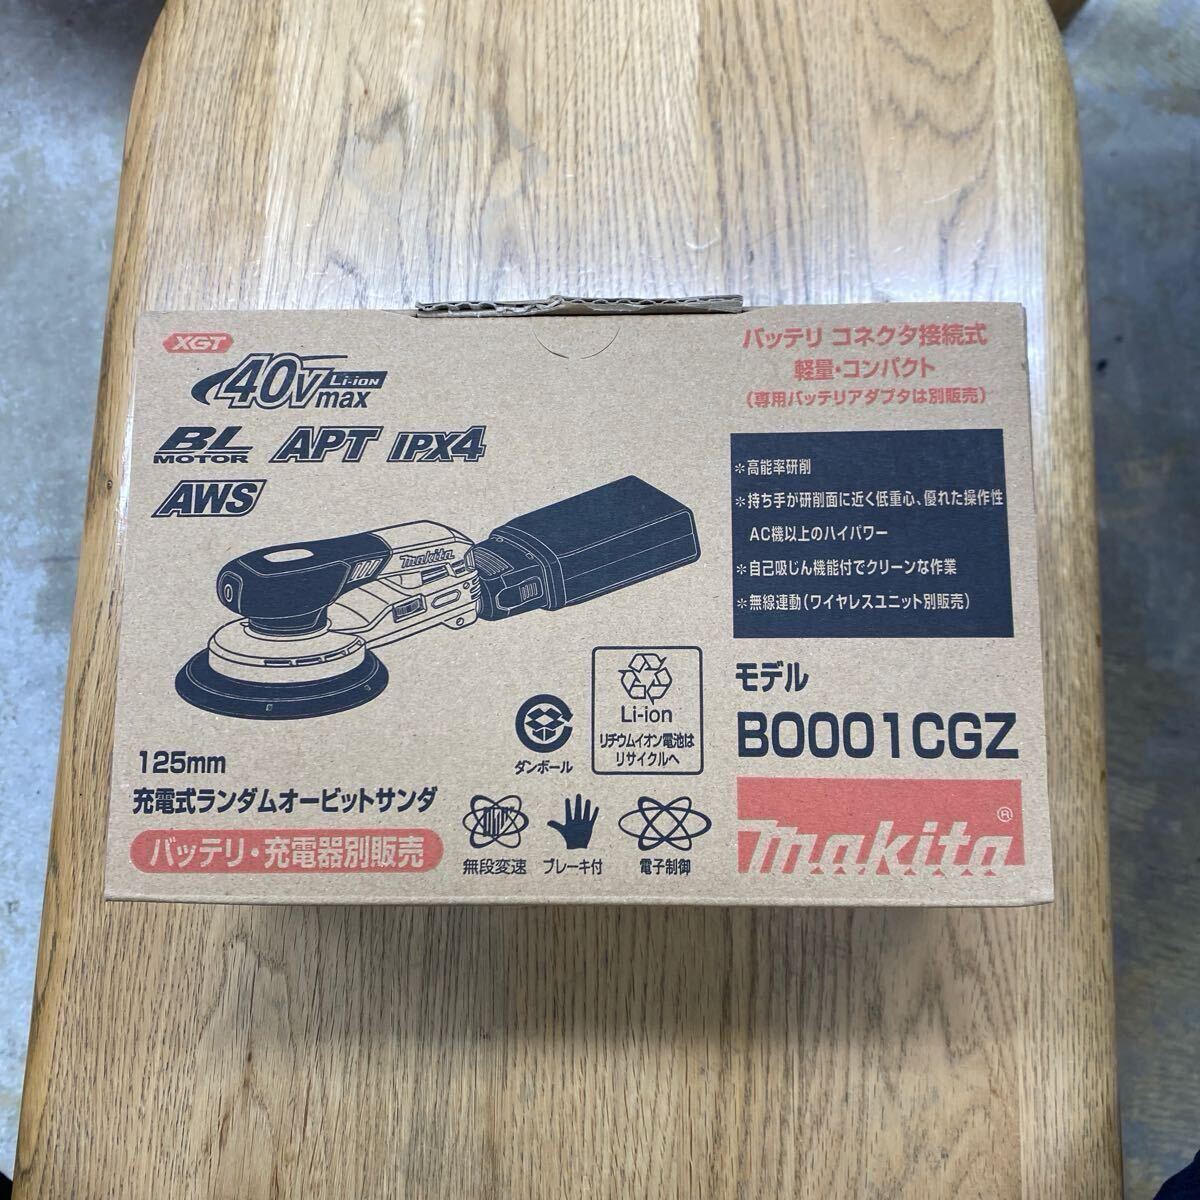 XGT
40Vmax Li-ion
BL MOTOR APT IPX4
AWS
makita
125mm
充電式ランダムオービットサンダ
バッテリ・充電器別販売
ダンボール
Li-ion
リチウムイオン電池は
リサイクルへ
無段変速 ブレーキ付 電子制御
バッテリ コネクタ接続式
軽量・コンパクト
(専用バッテリアダプタは別販売)
*高能率研削
*持ち手が研削面に近く低重心、優れた操作性
AC機以上のハイパワー
*自己吸じん機能付でクリーンな作業
*無線連動(ワイヤレスユニット別販売)
モデル
BO001CGZ
makita®